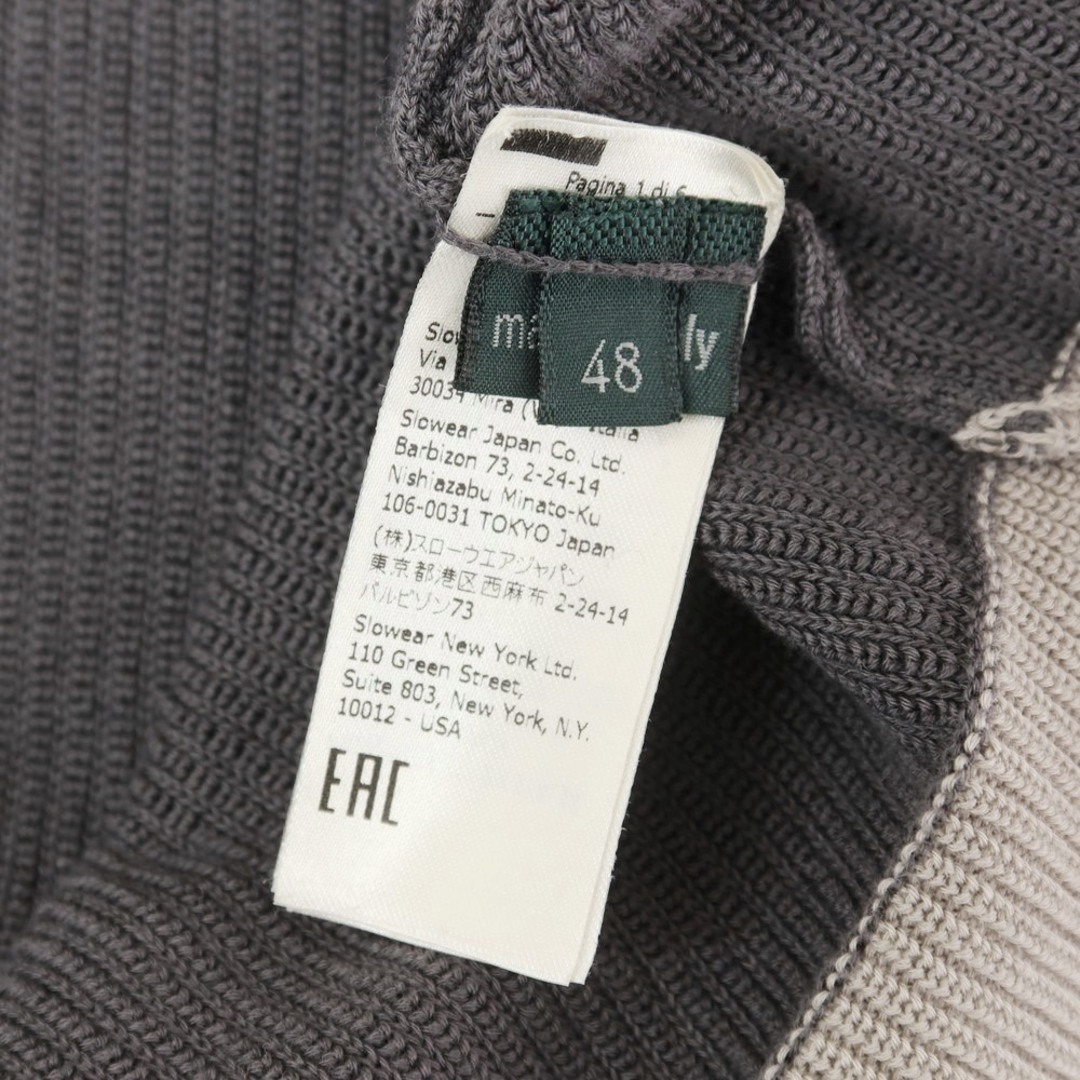 Pagina 1 di 6
48
Via
30034 Mira Italia
Slowear Japan Co. Ltd.
Barbizon 73, 2-24-14
Nishiazabu Minato-Ku
106-0031 TOKYO Japan
(株)スローウエアジャパン
東京都港区西麻布 2-24-14
バルビゾン73
Slowear New York Ltd.
110 Green Street,
Suite 803, New York, N.Y.
10012 - USA
EAC